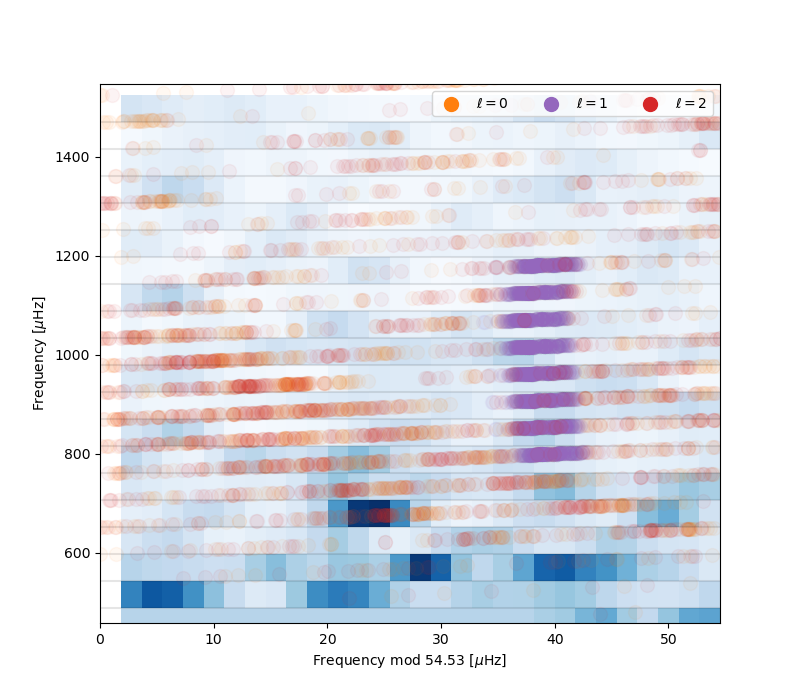 ℓ = 0 ℓ = 1 ℓ = 2
1400
1200
1000
800
600
Frequency [μHz]
0 10 20 30 40 50
Frequency mod 54.53 [μHz]